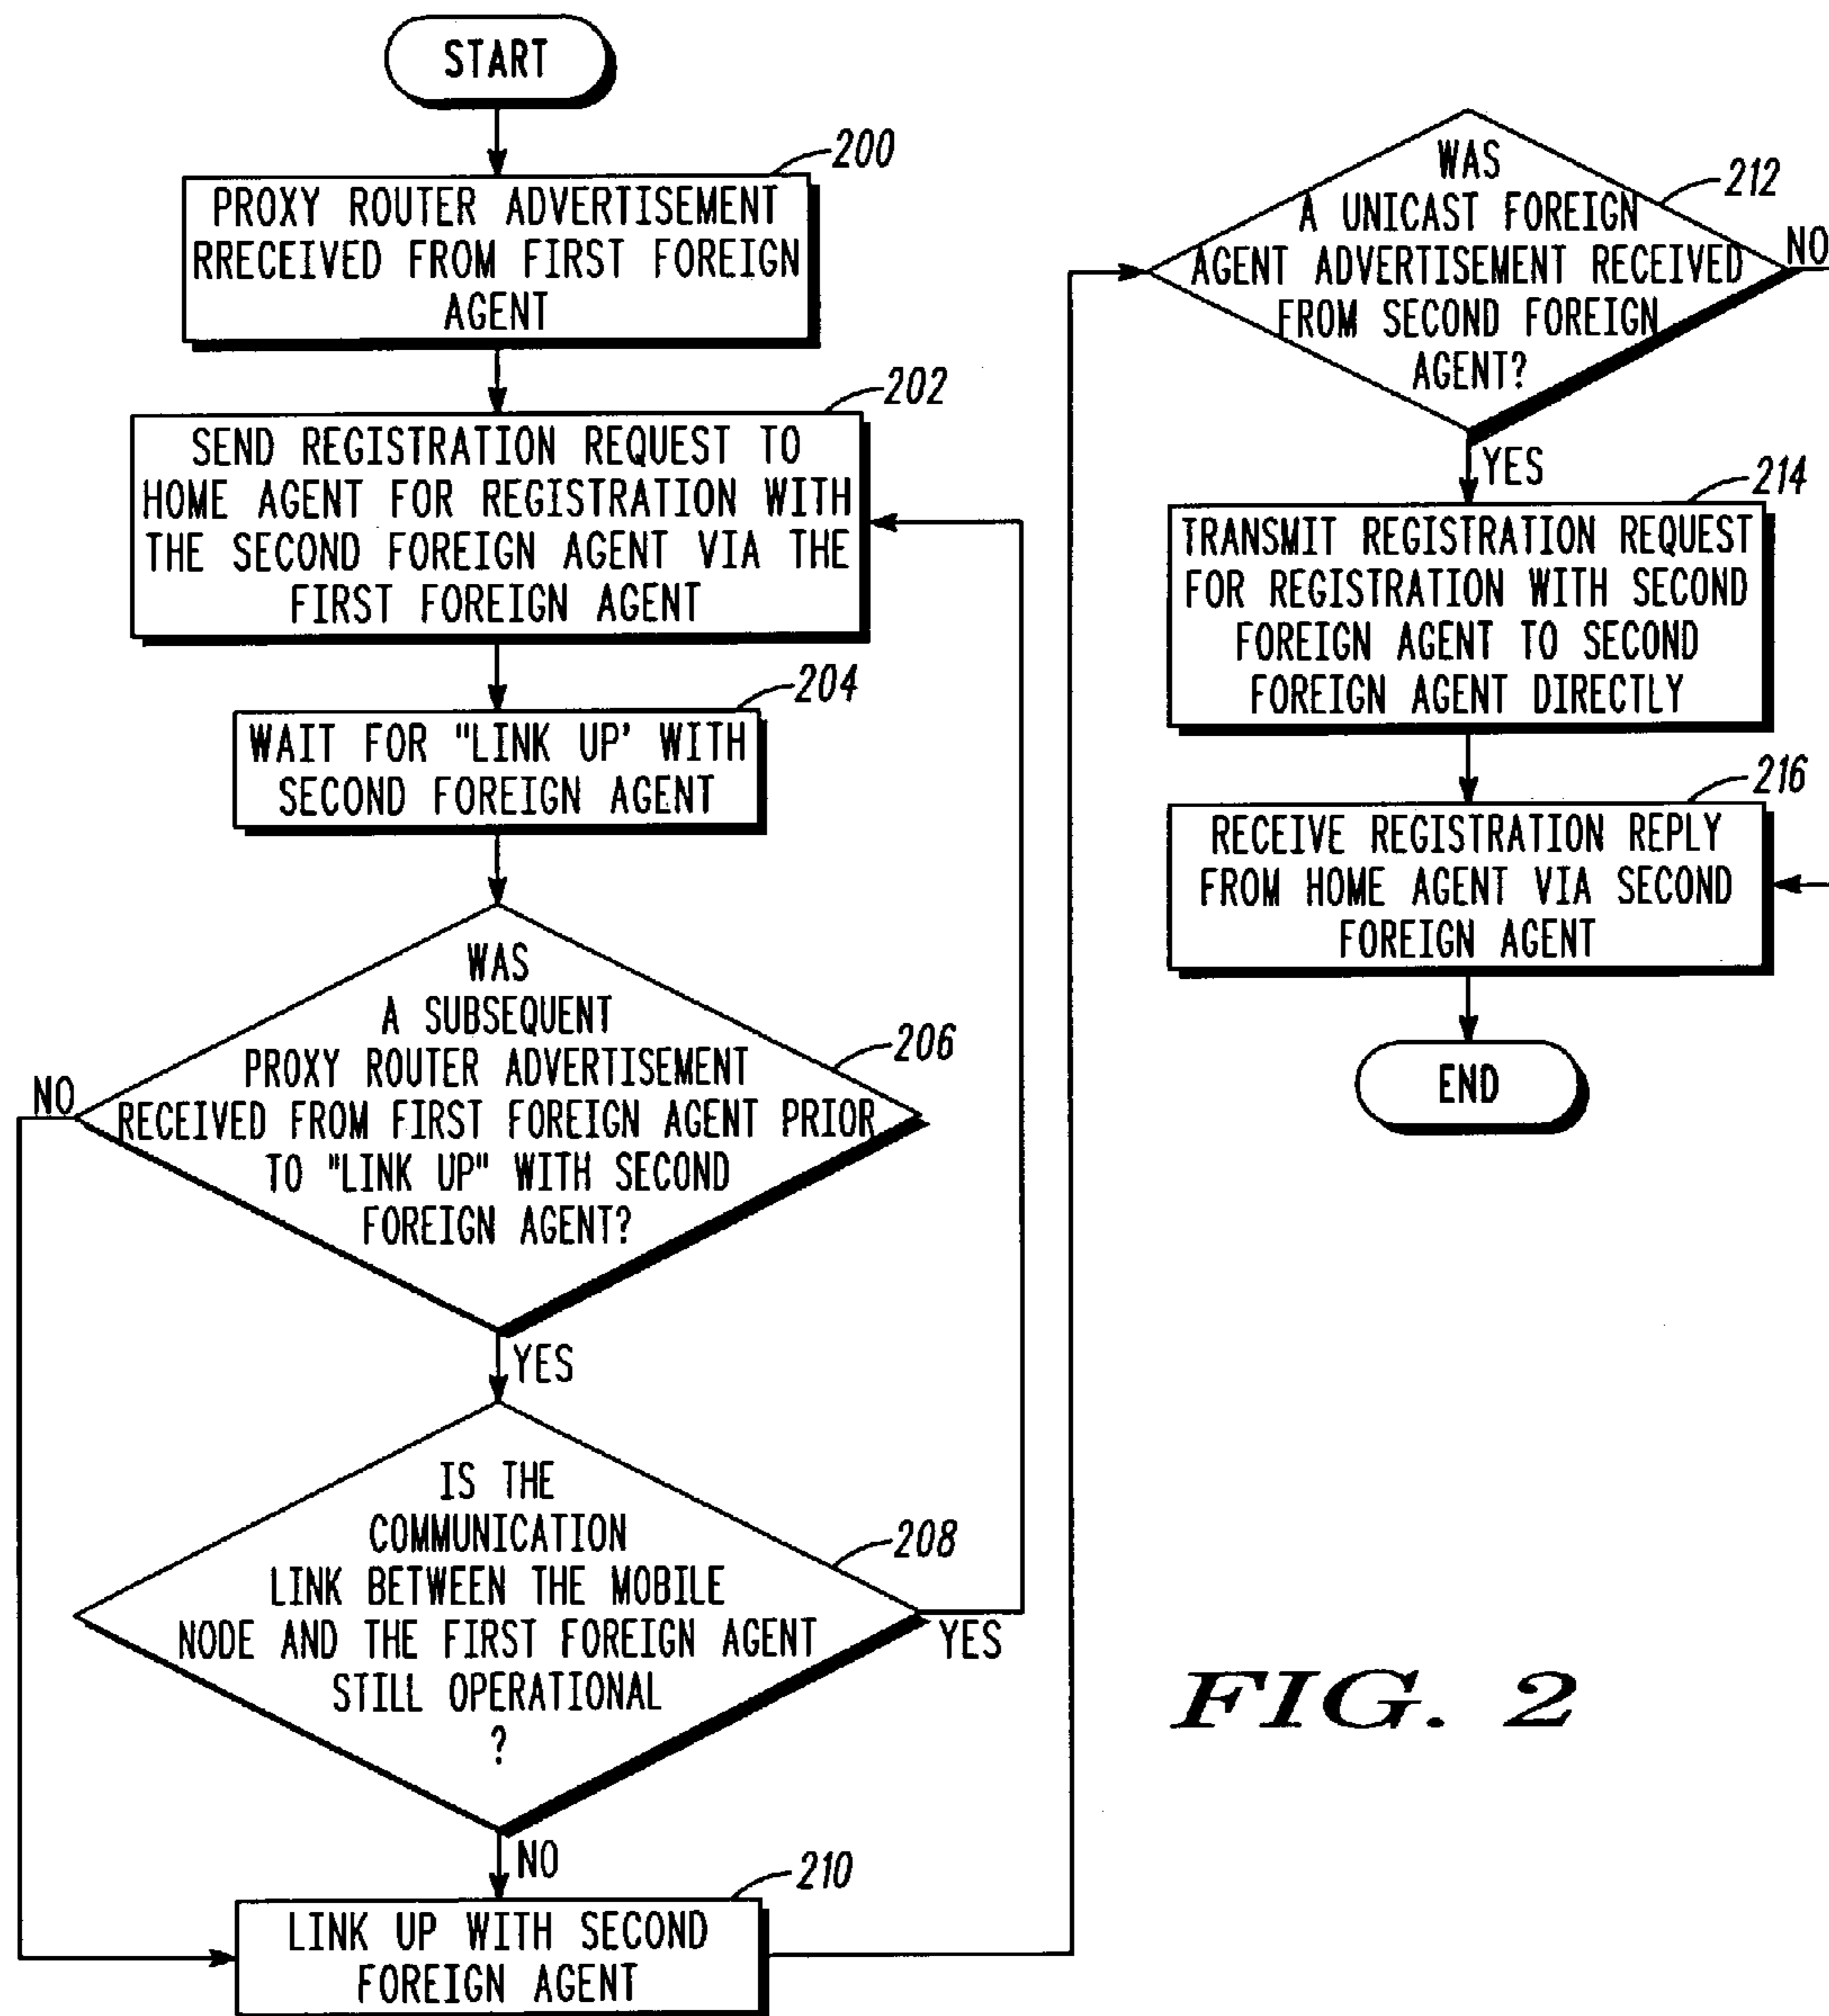 START
200
PROXY ROUTER ADVERTISEMENT
RRECEIVED FROM FIRST FOREIGN
AGENT
202
SEND REGISTRATION REQUEST TO
HOME AGENT FOR REGISTRATION WITH
THE SECOND FOREIGN AGENT VIA THE
FIRST FOREIGN AGENT
204
WAIT FOR "LINK UP' WITH
SECOND FOREIGN AGENT
WAS
A SUBSEQUENT
PROXY ROUTER ADVERTISEMENT
RECEIVED FROM FIRST FOREIGN AGENT PRIOR
TO "LINK UP" WITH SECOND
FOREIGN AGENT?
206
NO
YES
IS THE
COMMUNICATION
LINK BETWEEN THE MOBILE
NODE AND THE FIRST FOREIGN AGENT
STILL OPERATIONAL
?
208
YES
NO
210
LINK UP WITH SECOND
FOREIGN AGENT
WAS
A UNICAST FOREIGN
AGENT ADVERTISEMENT RECEIVED
FROM SECOND FOREIGN
AGENT?
212
NO
YES
214
TRANSMIT REGISTRATION REQUEST
FOR REGISTRATION WITH SECOND
FOREIGN AGENT TO SECOND
FOREIGN AGENT DIRECTLY
216
RECEIVE REGISTRATION REPLY
FROM HOME AGENT VIA SECOND
FOREIGN AGENT
END
FIG. 2